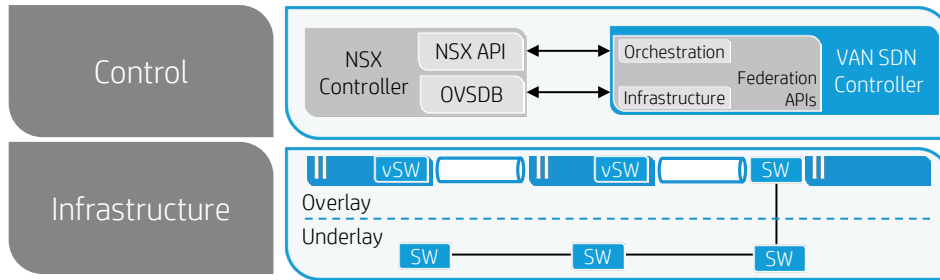 Control
NSX
Controller
NSX API
OVSDB
Orchestration
Infrastructure
Federation
APIs
VAN SDN
Controller
Infrastructure
vSW
vSW
SW
Overlay
Underlay
SW
SW
SW